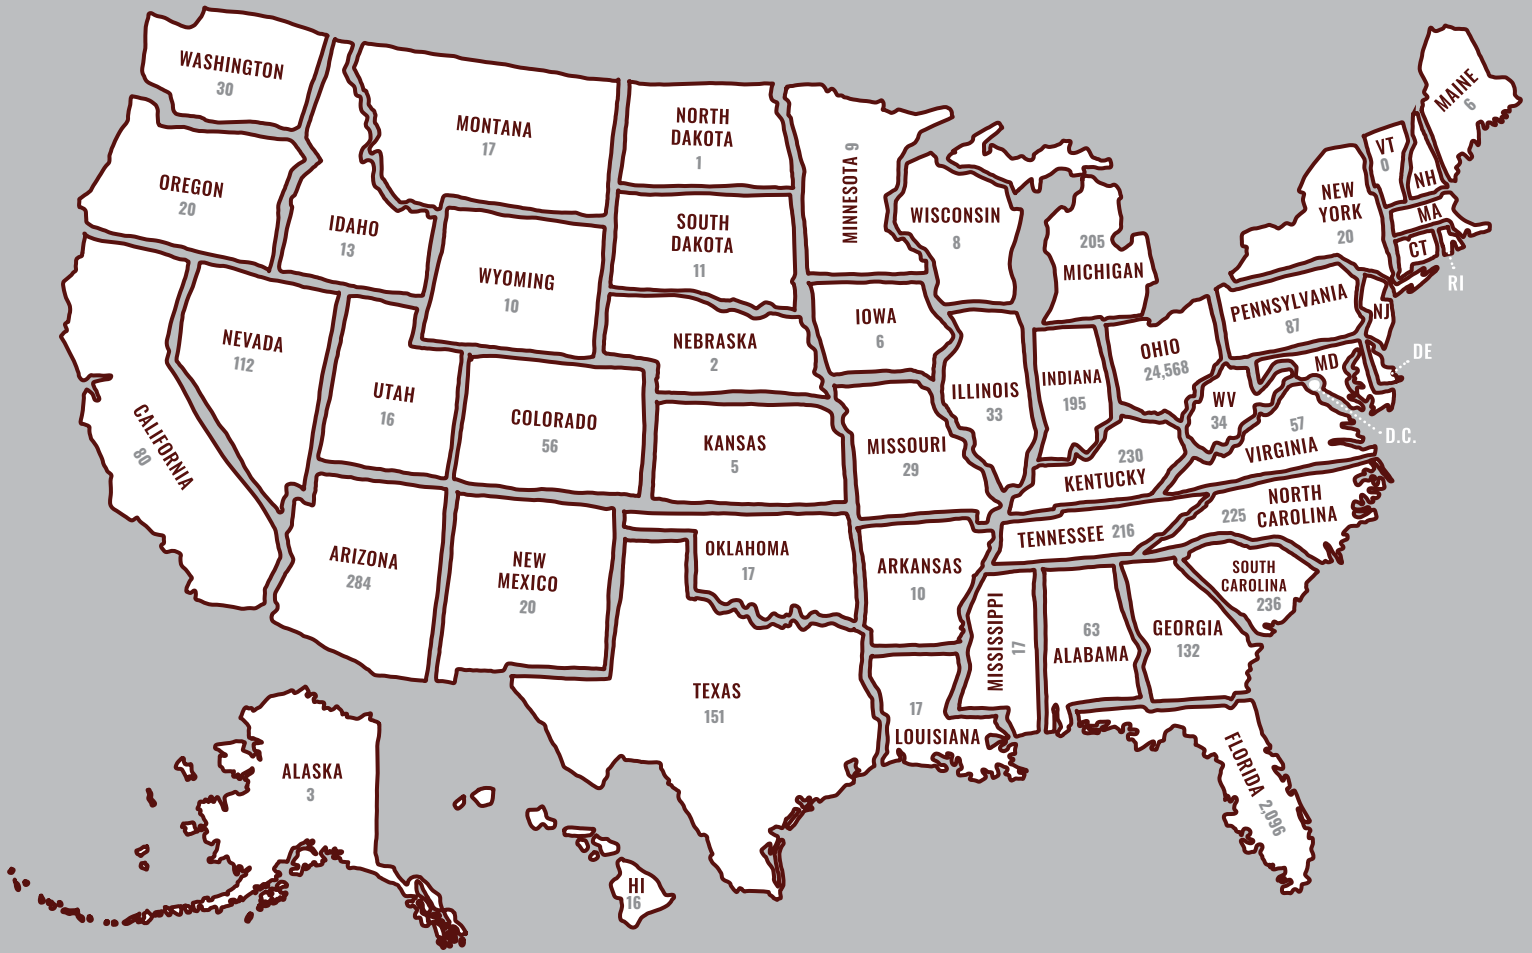 WASHINGTON
30
OREGON
20
IDAHO
13
MONTANA
17
NORTH
DAKOTA
1
MINNESOTA 9
WISCONSIN
8
205
MICHIGAN
MAINE
6
VT
0
NH
NEW
YORK
20
MA
CT
RI
SOUTH
DAKOTA
11
WYOMING
10
NEVADA
112
UTAH
16
COLORADO
56
NEBRASKA
2
IOWA
6
ILLINOIS
33
INDIANA
195
OHIO
24,568
PENNSYLVANIA
87
NJ
DE
MD
D.C.
WV
34
57
VIRGINIA
CALIFORNIA
80
KANSAS
5
MISSOURI
29
230
KENTUCKY
TENNESSEE 216
NORTH
225 CAROLINA
SOUTH
CAROLINA
236
ARIZONA
284
NEW
MEXICO
20
OKLAHOMA
17
ARKANSAS
10
MISSISSIPPI
17
63
ALABAMA
GEORGIA
132
TEXAS
151
17
LOUISIANA
FLORIDA 2,096
ALASKA
3
HI
16